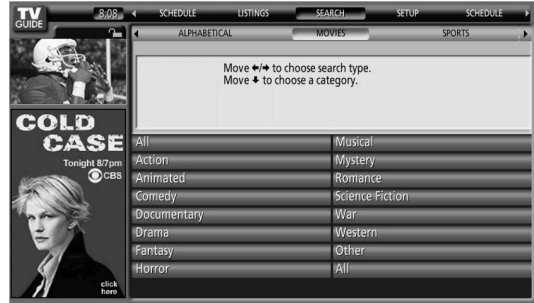 TV
GUIDE
8:08
SCHEDULE LISTINGS SEARCH SETUP SCHEDULE
ALPHABETICAL MOVIES SPORTS
Move ←/→ to choose search type.
Move ↓ to choose a category.
COLD
CASE
Tonight 8/7pm
CBS
click
here
All Musical
Action Mystery
Animated Romance
Comedy Science Fiction
Documentary War
Drama Western
Fantasy Other
Horror All